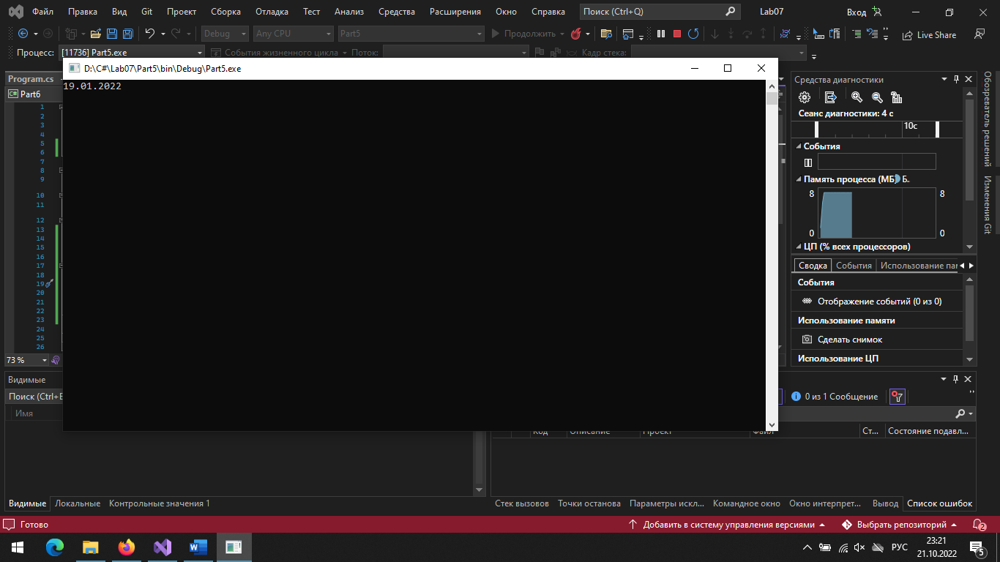 Файл Правка Вид Git Проект Сборка Отладка Тест Анализ Средства Расширения Окно Справка Поиск (Ctrl+Q) Lab07 Вход
Debug Any CPU Part5 Продолжить Live Share
Процесс: [11736] Part5.exe События жизненного цикла Поток: Кадр стека:
D:\C#\Lab07\Part5\bin\Debug\Part5.exe
19.01.2022
Program.cs
Part6
1
2
3
4
5
6
7
8
9
10
11
12
13
14
15
16
17
18
19
20
21
22
23
24
25
26
73 %
Средства диагностики
Сеанс диагностики: 4 с
10с
События
Память процесса (МБ) Б..
8 8
0 0
ЦП (% всех процессоров)
Сводка События Использование пам
События
Отображение событий (0 из 0)
Использование памяти
Сделать снимок
Использование ЦП
Обозреватель решений
Изменения Git
Видимые
Поиск (Ctrl+E
Имя
0 из 1 Сообщение
Код Описание Проект Файл Ст... Состояние подавл...
Видимые Локальные Контрольные значения 1
Стек вызовов Точки останова Параметры искл... Командное окно Окно интерпрет... Вывод Список ошибок
Готово Добавить в систему управления версиями Выбрать репозиторий 2
РУС 23:21
21.10.2022 5